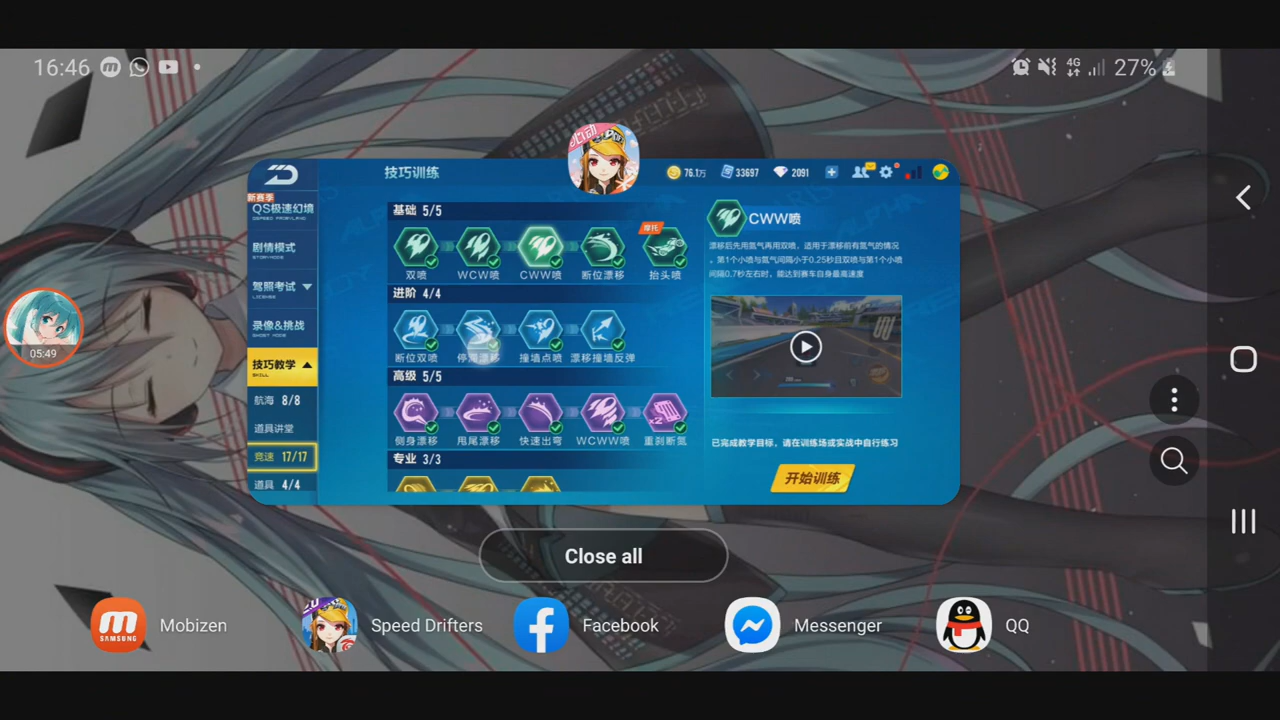 16:46
4G
27%
05:49
技巧训练
76.1万
33697
2091
新赛季
QS极速幻境
剧情模式
STORY MODE
驾照考试
LICENSE
录像&挑战
GHOST MODE
技巧教学
SKILL
航海 8/8
道具讲堂
竞速 17/17
道具 4/4
基础 5/5
摩托
双喷
WCW喷
CWW喷
断位漂移
抬头喷
进阶 4/4
断位双喷
停滞漂移
撞墙点喷
漂移撞墙反弹
高级 5/5
侧身漂移
甩尾漂移
快速出弯
WCWW喷
重刹断氮
专业 3/3
CWW喷
漂移后先用氮气再用双喷，适用于漂移前有氮气的情况
。第1个小喷与氮气间隔小于0.25秒且双喷与第1个小喷
间隔0.7秒左右时，能达到赛车自身最高速度
已完成教学目标，请在训练场或实战中自行练习
开始训练
Close all
SAMSUNG
Mobizen
Speed Drifters
Facebook
Messenger
QQ